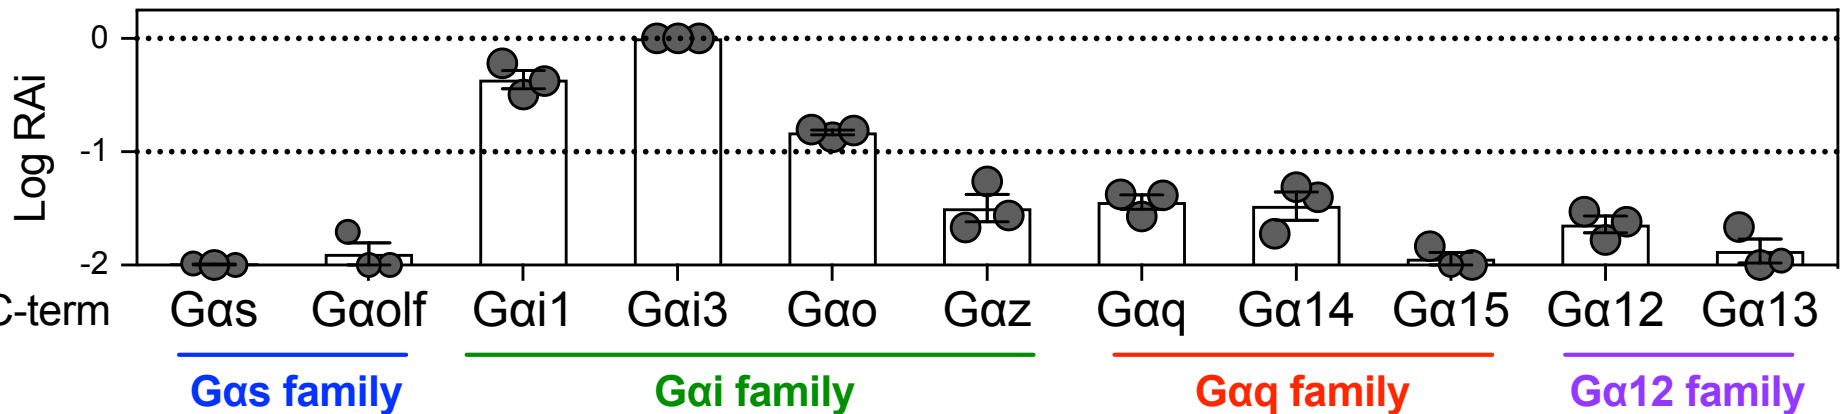 Log RAi
0
-1
-2
C-term Gαs Gαolf Gαi1 Gαi3 Gαo Gαz Gαq Gα14 Gα15 Gα12 Gα13
Gαs family Gαi family Gαq family Gα12 family